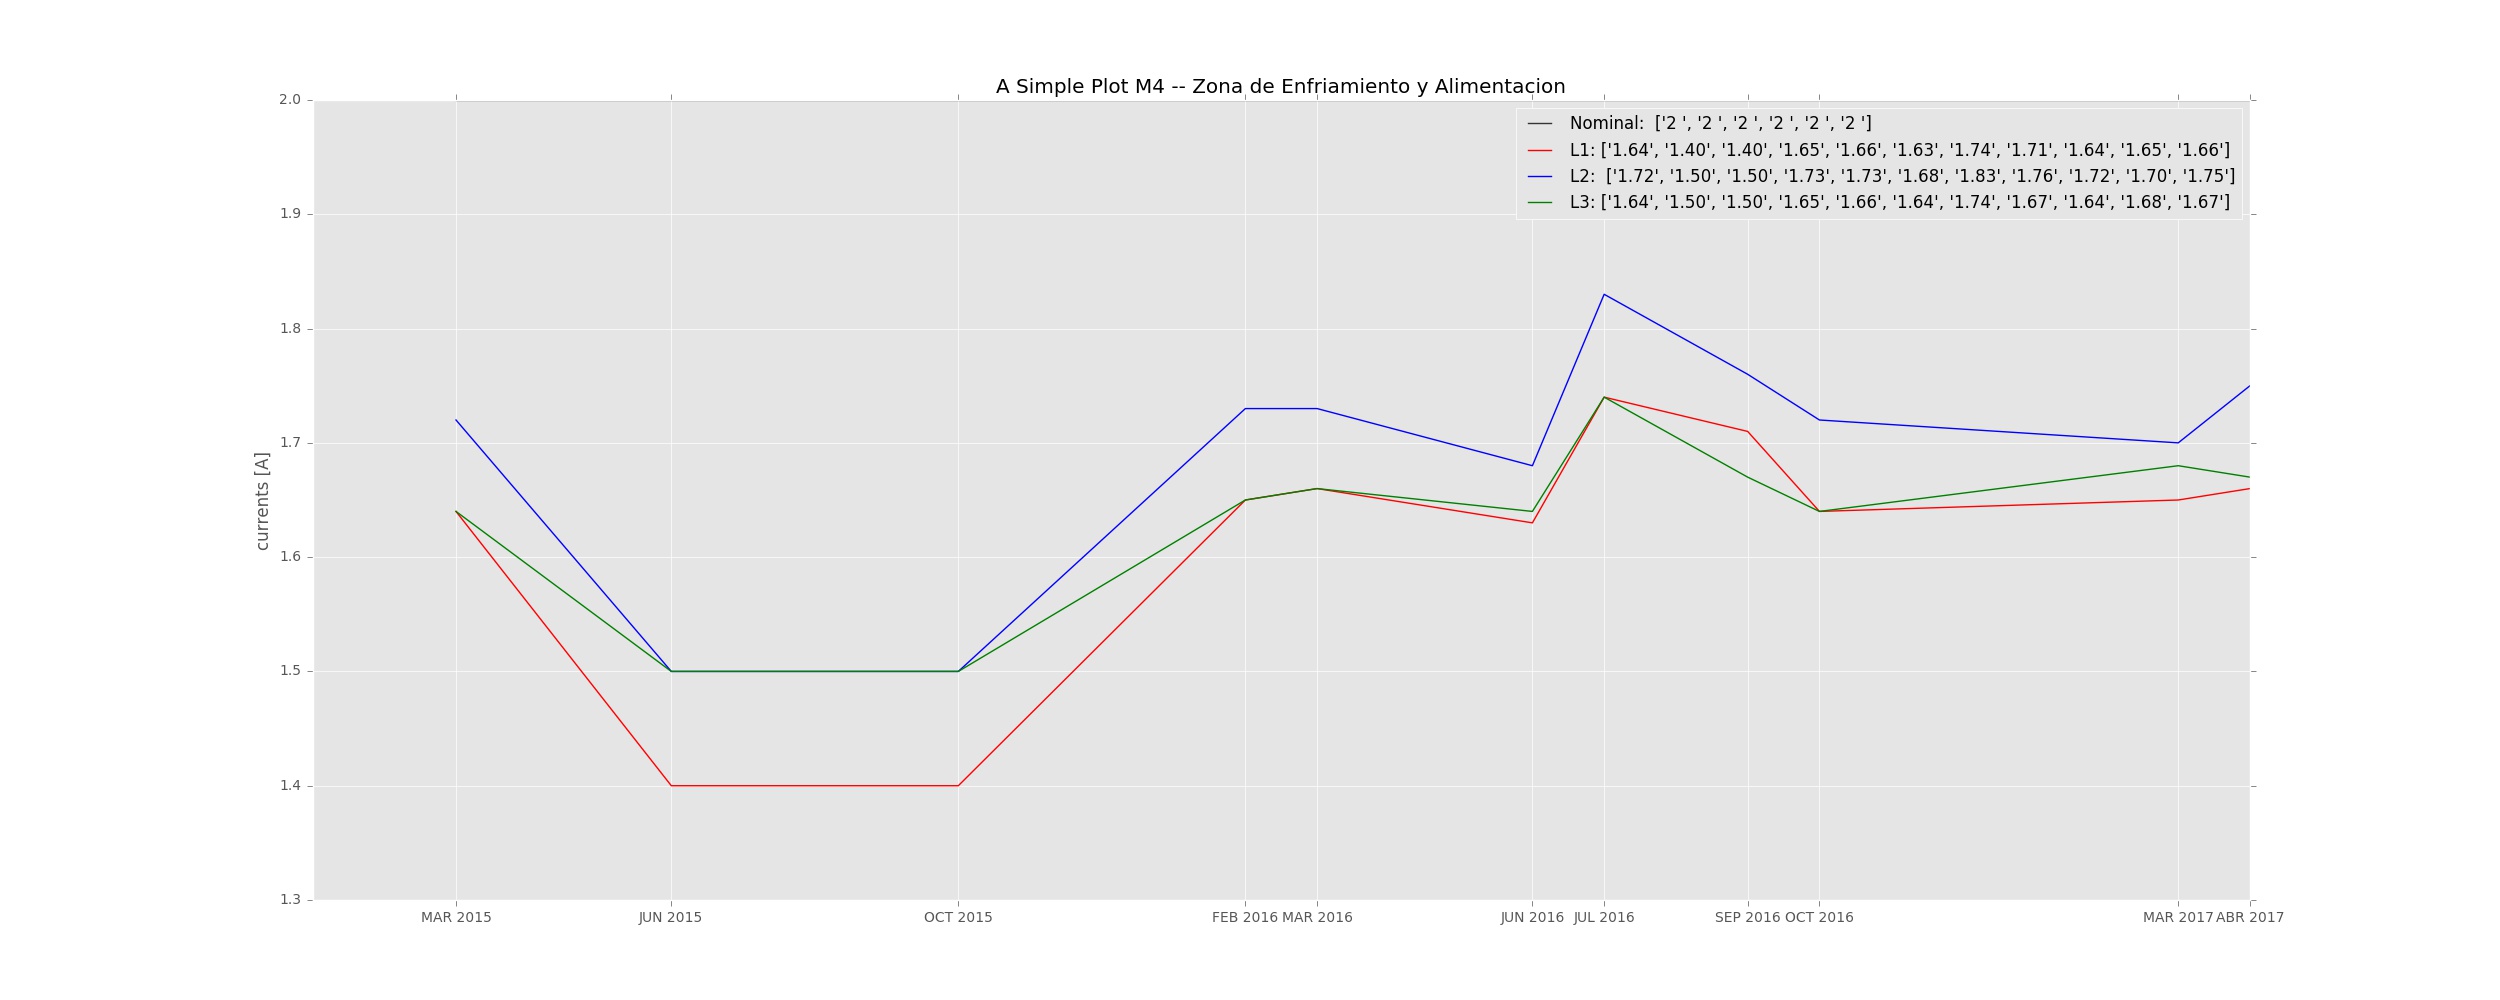 A Simple Plot M4 -- Zona de Enfriamiento y Alimentacion
2.0
1.9
1.8
1.7
1.6
1.5
1.4
1.3
currents [A]
Nominal:  ['2 ', '2 ', '2 ', '2 ', '2 ', '2 ']
L1: ['1.64', '1.40', '1.40', '1.65', '1.66', '1.63', '1.74', '1.71', '1.64', '1.65', '1.66']
L2:  ['1.72', '1.50', '1.50', '1.73', '1.73', '1.68', '1.83', '1.76', '1.72', '1.70', '1.75']
L3: ['1.64', '1.50', '1.50', '1.65', '1.66', '1.64', '1.74', '1.67', '1.64', '1.68', '1.67']
MAR 2015 JUN 2015 OCT 2015 FEB 2016 MAR 2016 JUN 2016 JUL 2016 SEP 2016 OCT 2016 MAR 2017 ABR 2017